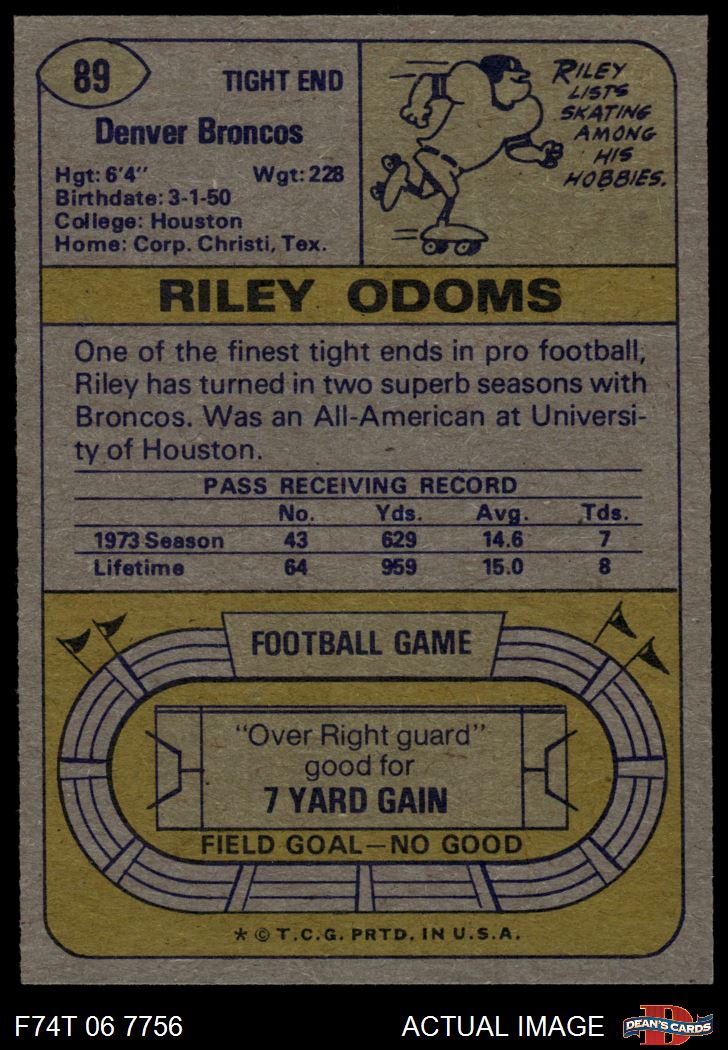 89
TIGHT END
Denver Broncos
Hgt: 6'4" Wgt: 228
Birthdate: 3-1-50
College: Houston
Home: Corp. Christi, Tex.
RILEY
LISTS
SKATING
AMONG
HIS
HOBBIES.
RILEY ODOMS
One of the finest tight ends in pro football,
Riley has turned in two superb seasons with
Broncos. Was an All-American at Universi-
ty of Houston.
PASS RECEIVING RECORD
No. Yds. Avg. Tds.
1973 Season 43 629 14.6 7
Lifetime 64 959 15.0 8
FOOTBALL GAME
"Over Right guard"
good for
7 YARD GAIN
FIELD GOAL—NO GOOD
* © T.C.G. PRTD. IN U.S.A.
F74T 06 7756 ACTUAL IMAGE
D
DEAN'S CARDS